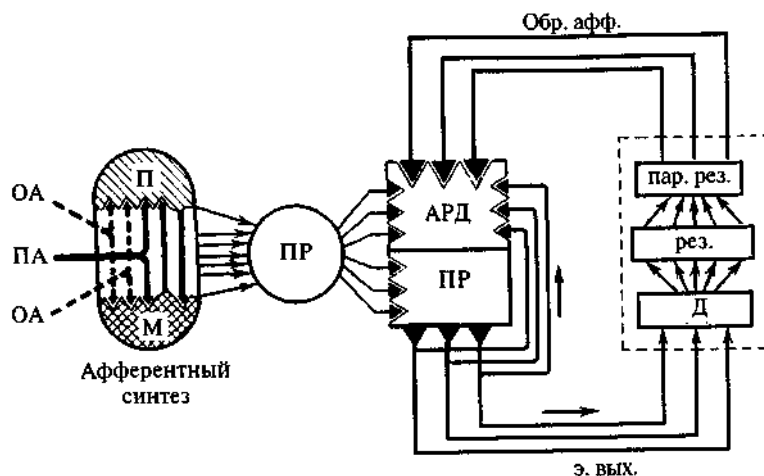 Обр. афф.
П
ОА
ПА
ОА
М
Афферентный
синтез
ПР
АРД
ПР
пар. рез.
рез.
Д
э. вых.